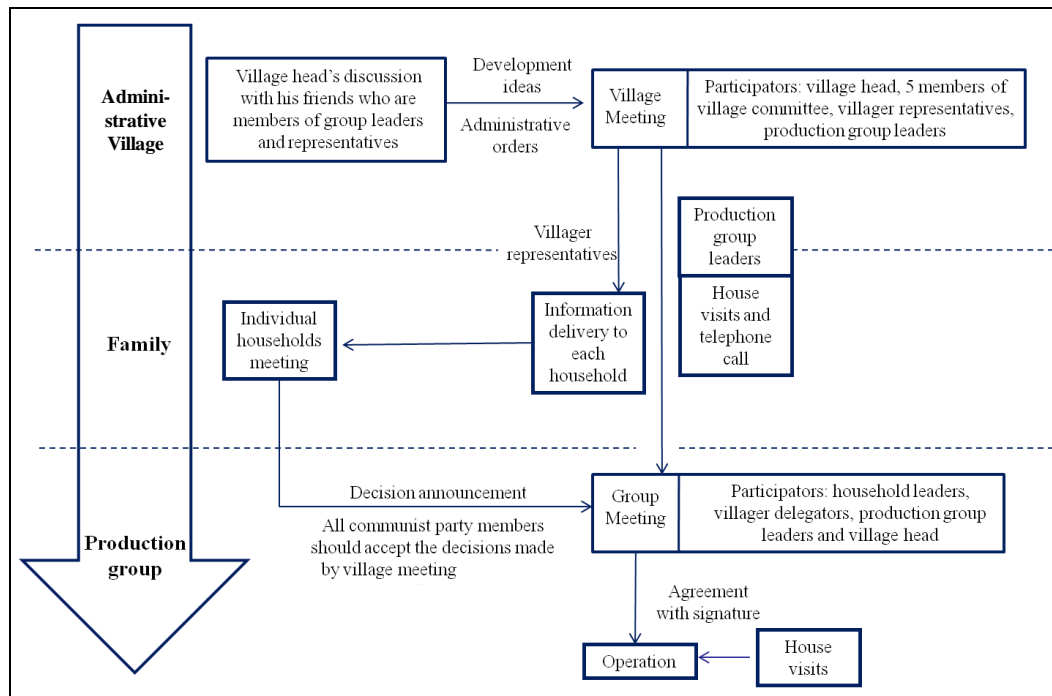 Admini-
strative
Village
Village head's discussion
with his friends who are
members of group leaders
and representatives
Development
ideas
Administrative
orders
Village
Meeting
Participators: village head, 5 members of
village committee, villager representatives,
production group leaders
Villager
representatives
Production
group
leaders
House
visits and
telephone
call
Family
Individual
households
meeting
Information
delivery to
each
household
Production
group
Decision announcement
All communist party members
should accept the decisions made
by village meeting
Group
Meeting
Participators: household leaders,
villager delegators, production group
leaders and village head
Agreement
with signature
Operation
House
visits